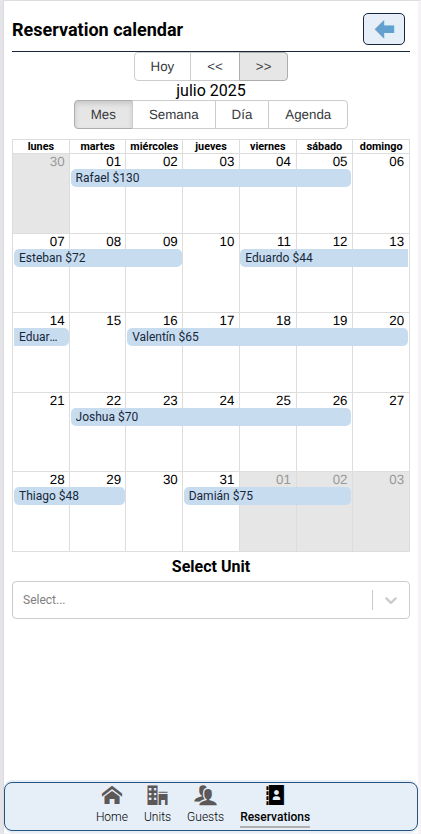 Reservation calendar
Hoy << >>
julio 2025
Mes Semana Día Agenda
lunes martes miércoles jueves viernes sábado domingo
30 01 02 03 04 05 06
Rafael $130
07 08 09 10 11 12 13
Esteban $72 Eduardo $44
14 15 16 17 18 19 20
Eduar... Valentín $65
21 22 23 24 25 26 27
Joshua $70
28 29 30 31 01 02 03
Thiago $48 Damián $75
Select Unit
Select...
Home Units Guests Reservations